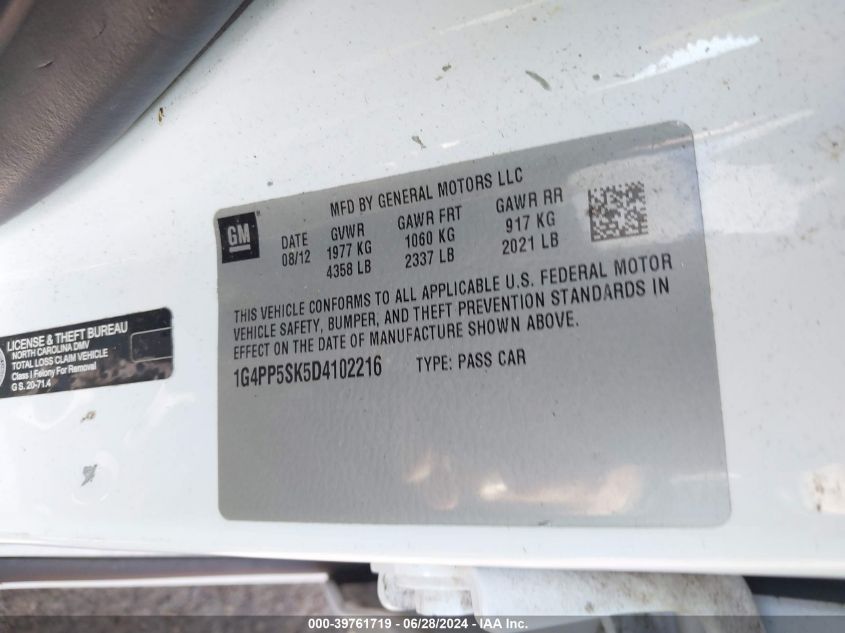 MFD BY GENERAL MOTORS LLC
GM
DATE GVWR GAWR FRT GAWR RR
08/12 1977 KG 1060 KG 917 KG
4358 LB 2337 LB 2021 LB
THIS VEHICLE CONFORMS TO ALL APPLICABLE U.S. FEDERAL MOTOR
VEHICLE SAFETY, BUMPER, AND THEFT PREVENTION STANDARDS IN
EFFECT ON THE DATE OF MANUFACTURE SHOWN ABOVE.
1G4PP5SK5D4102216 TYPE: PASS CAR
LICENSE & THEFT BUREAU
NORTH CAROLINA DMV
TOTAL LOSS CLAIM VEHICLE
Class I Felony For Removal
G S. 20-71.4
000-39761719 | 06/28/2024 | IAA Inc.